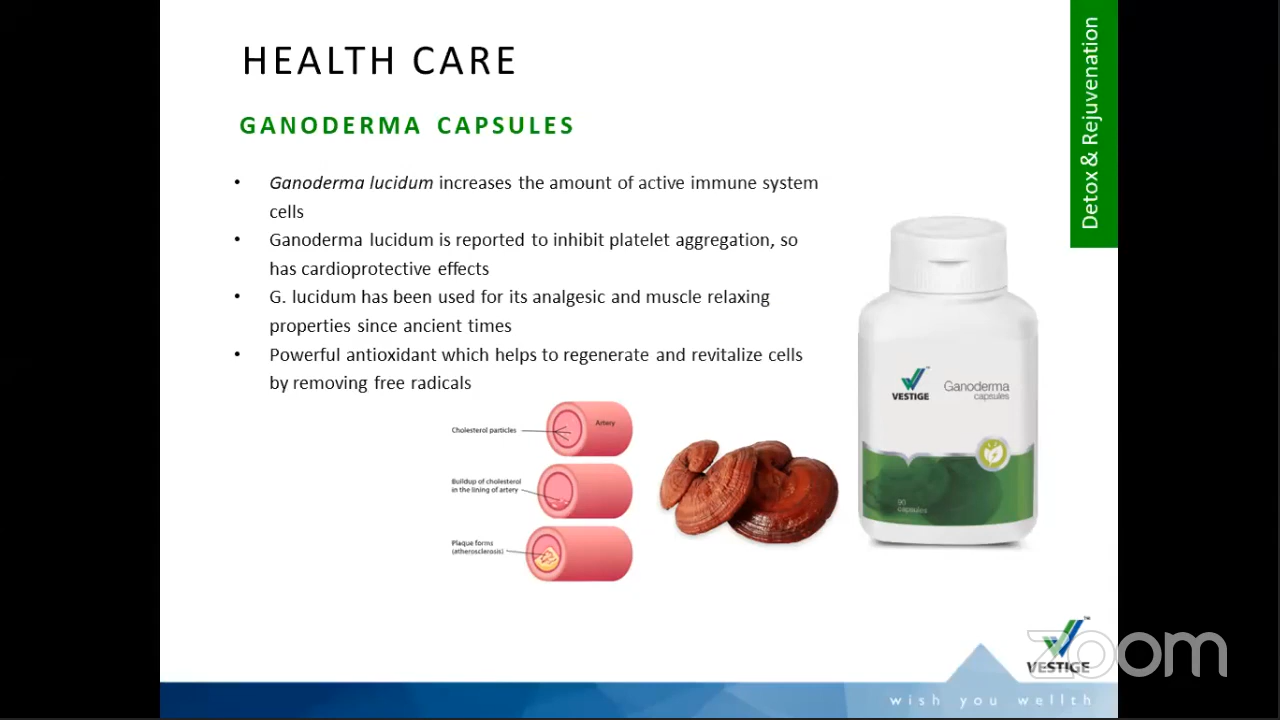 HEALTH CARE
Detox & Rejuvenation
GANODERMA CAPSULES
• Ganoderma lucidum increases the amount of active immune system
cells
• Ganoderma lucidum is reported to inhibit platelet aggregation, so
has cardioprotective effects
• G. lucidum has been used for its analgesic and muscle relaxing
properties since ancient times
• Powerful antioxidant which helps to regenerate and revitalize cells
by removing free radicals
Cholesterol particles
Artery
Buildup of cholesterol
in the lining of artery
Plaque forms
(atherosclerosis)
VESTIGE
Ganoderma
capsules
90
capsules
VESTIGE
zoom
wish you wellth